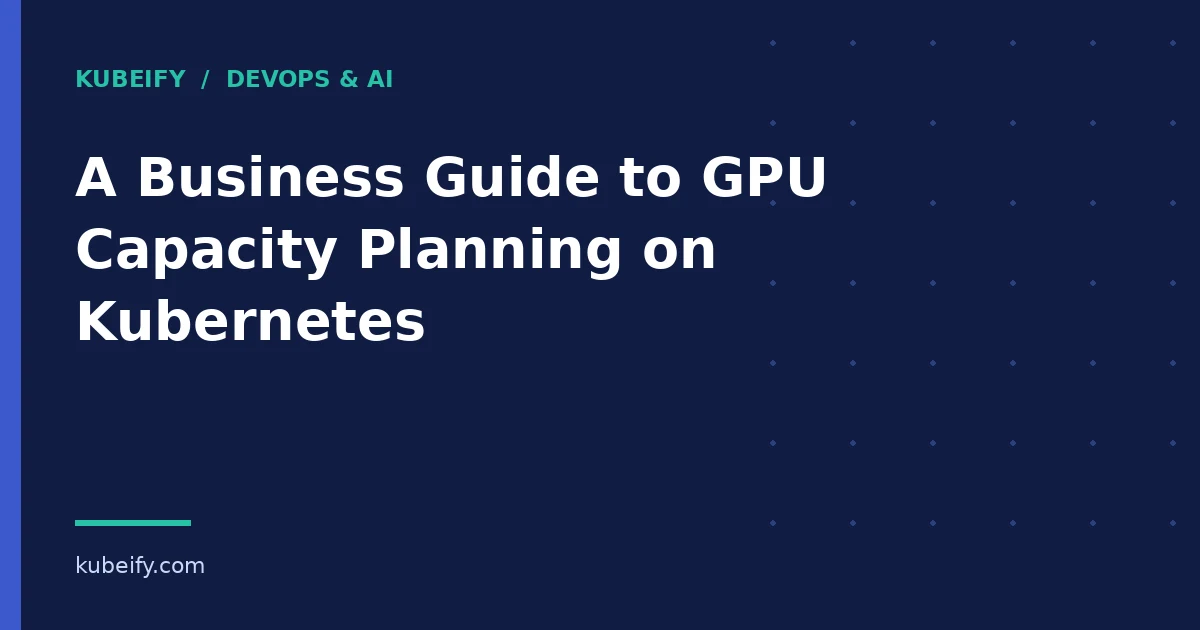 KUBEIFY / DEVOPS & AI
A Business Guide to GPU
Capacity Planning on
Kubernetes
kubeify.com